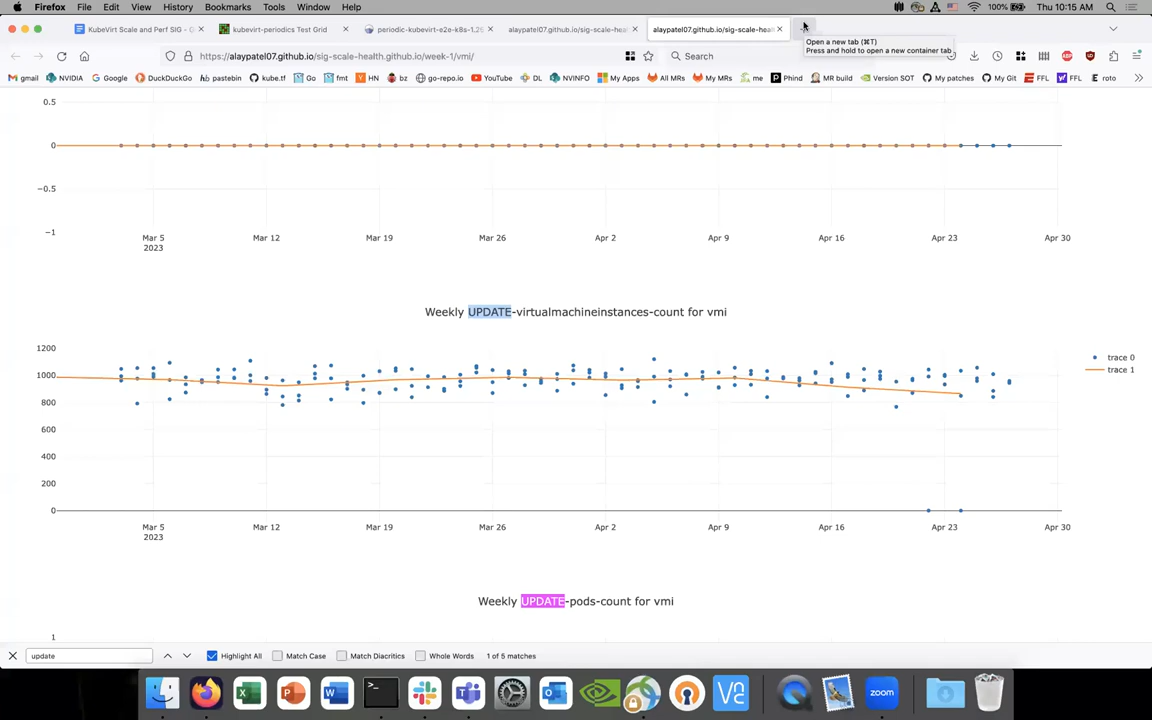 Firefox File Edit View History Bookmarks Tools Window Help 100% Thu 10:15 AM
KubeVirt Scale and Perf SIG - G
kubevirt-periodics Test Grid
periodic-kubevirt-e2e-k8s-1.25
alaypatel07.github.io/sig-scale-he
alaypatel07.github.io/sig-scale-heal
Open a new tab (⌘T)
Press and hold to open a new container tab
https://alaypatel07.github.io/sig-scale-health.github.io/week-1/vmi/
Search
gmail NVIDIA Google DuckDuckGo pastebin kube.tf Go fmt HN bz go-repo.io YouTube DL NVINFO My Apps All MRs My MRs me Phind MR build Version SOT My patches My Git FFL FFL roto
0.5
0
−0.5
−1
Mar 5 Mar 12 Mar 19 Mar 26 Apr 2 Apr 9 Apr 16 Apr 23 Apr 30
2023
Weekly UPDATE-virtualmachineinstances-count for vmi
1200
1000
800
600
400
200
0
trace 0
trace 1
Mar 5 Mar 12 Mar 19 Mar 26 Apr 2 Apr 9 Apr 16 Apr 23 Apr 30
2023
Weekly UPDATE-pods-count for vmi
1
update Highlight All Match Case Match Diacritics Whole Words 1 of 5 matches
zoom